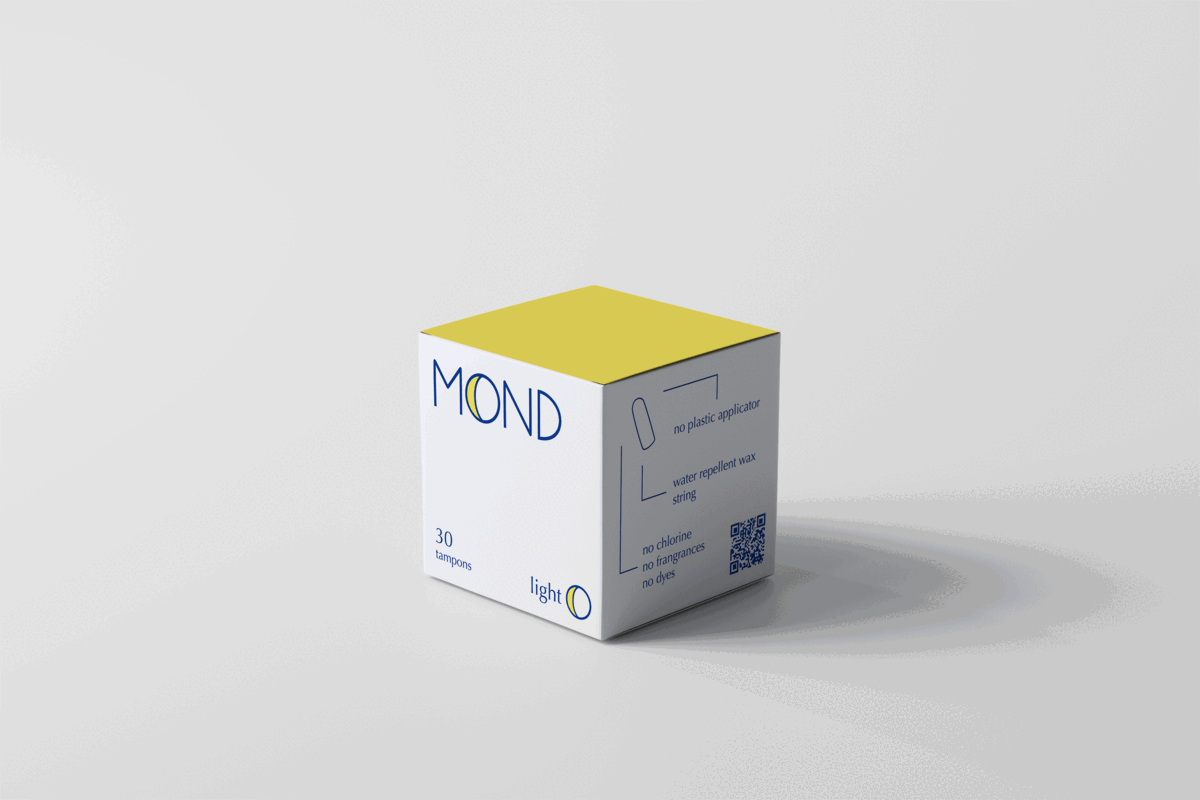 MOND
30
tampons
light
no plastic applicator
water repellent wax
string
no chlorine
no frangrances
no dyes